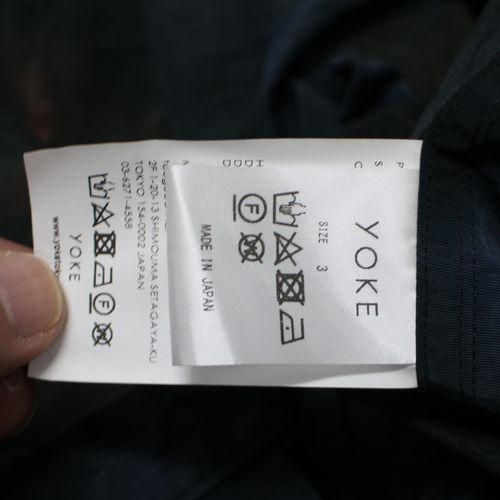 YOKE
SIZE 3
MADE IN JAPAN
2F 1-20-13 SHIMOUMA SETAGAYA-KU
TOKYO 154-0002 JAPAN
03-6271-4558
YOKE